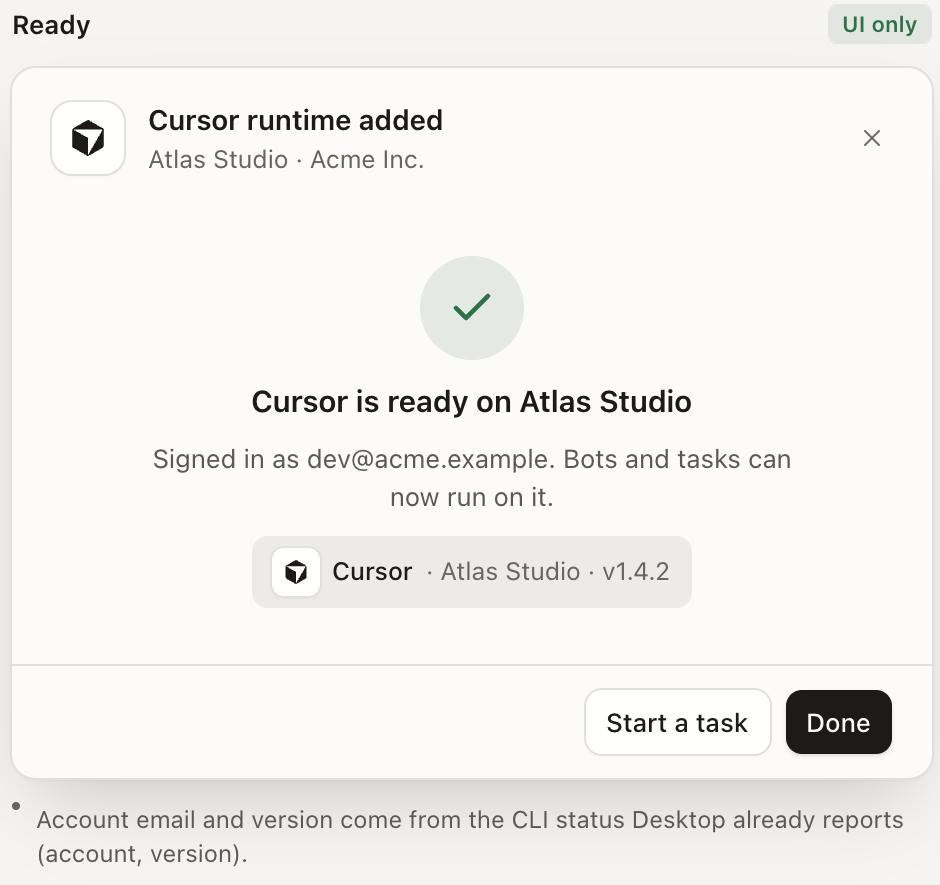 Ready
UI only
Cursor runtime added
Atlas Studio · Acme Inc.
Cursor is ready on Atlas Studio
Signed in as dev@acme.example. Bots and tasks can
now run on it.
Cursor · Atlas Studio · v1.4.2
Start a task
Done
• Account email and version come from the CLI status Desktop already reports
(account, version).